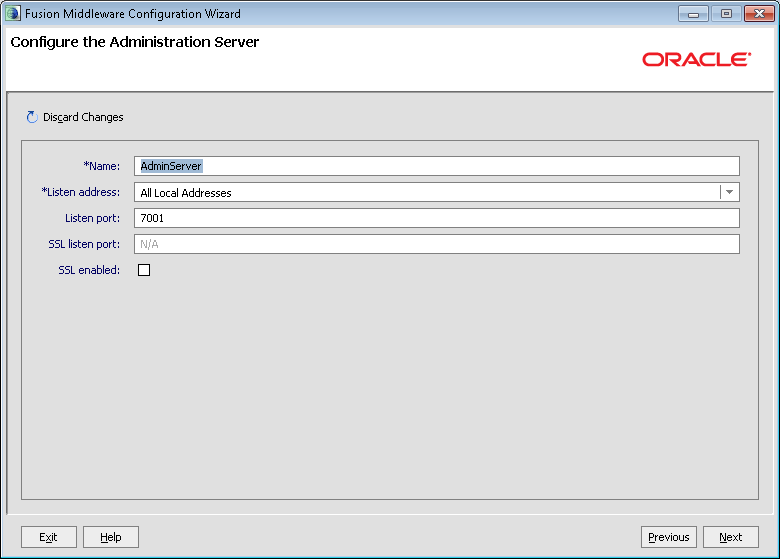 Fusion Middleware Configuration Wizard
Configure the Administration Server
ORACLE
Discard Changes
*Name: AdminServer
*Listen address: All Local Addresses
Listen port: 7001
SSL listen port: N/A
SSL enabled:
Exit Help Previous Next